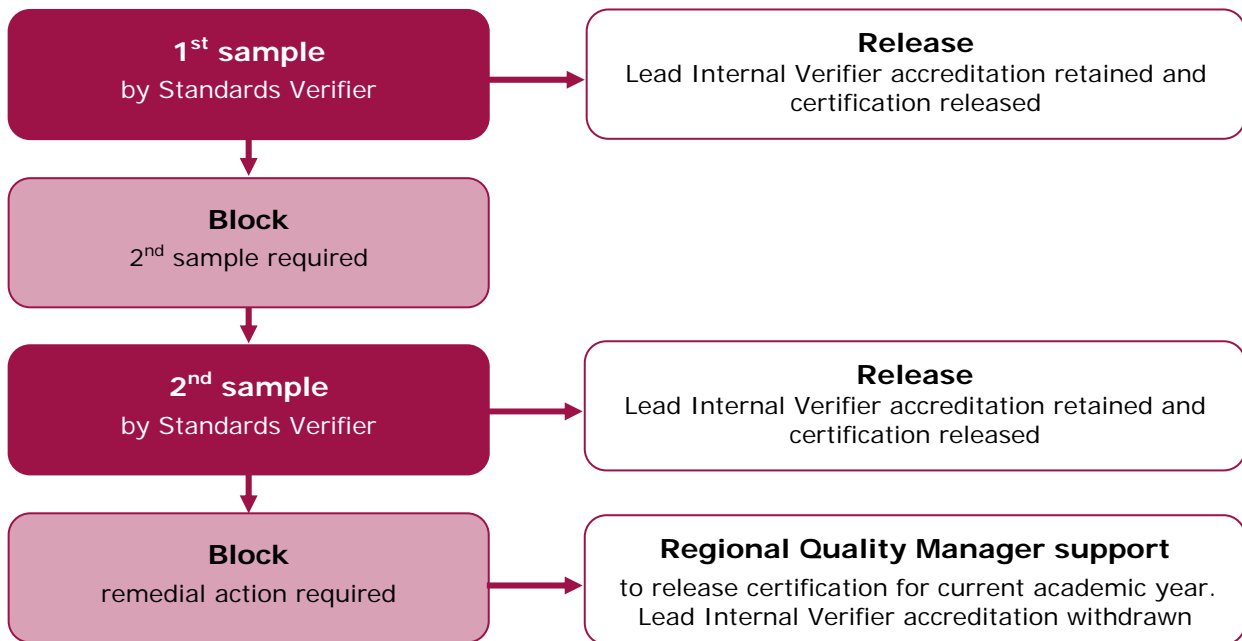 1st sample
by Standards Verifier
Release
Lead Internal Verifier accreditation retained and
certification released
Block
2nd sample required
2nd sample
by Standards Verifier
Release
Lead Internal Verifier accreditation retained and
certification released
Block
remedial action required
Regional Quality Manager support
to release certification for current academic year.
Lead Internal Verifier accreditation withdrawn